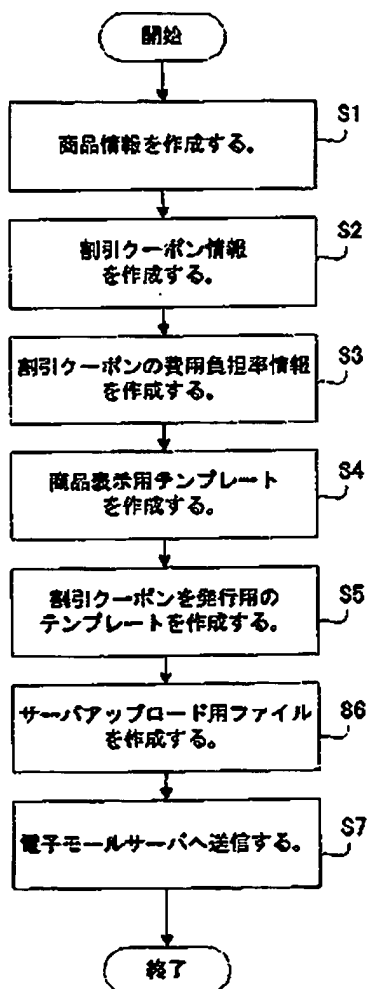 開始
S1
商品情報を作成する。
S2
割引クーポン情報
を作成する。
S3
割引クーポンの費用負担率情報
を作成する。
S4
商品表示用テンプレート
を作成する。
S5
割引クーポンを発行用の
テンプレートを作成する。
S6
サーバアップロード用ファイル
を作成する。
S7
電子モールサーバへ送信する。
終了